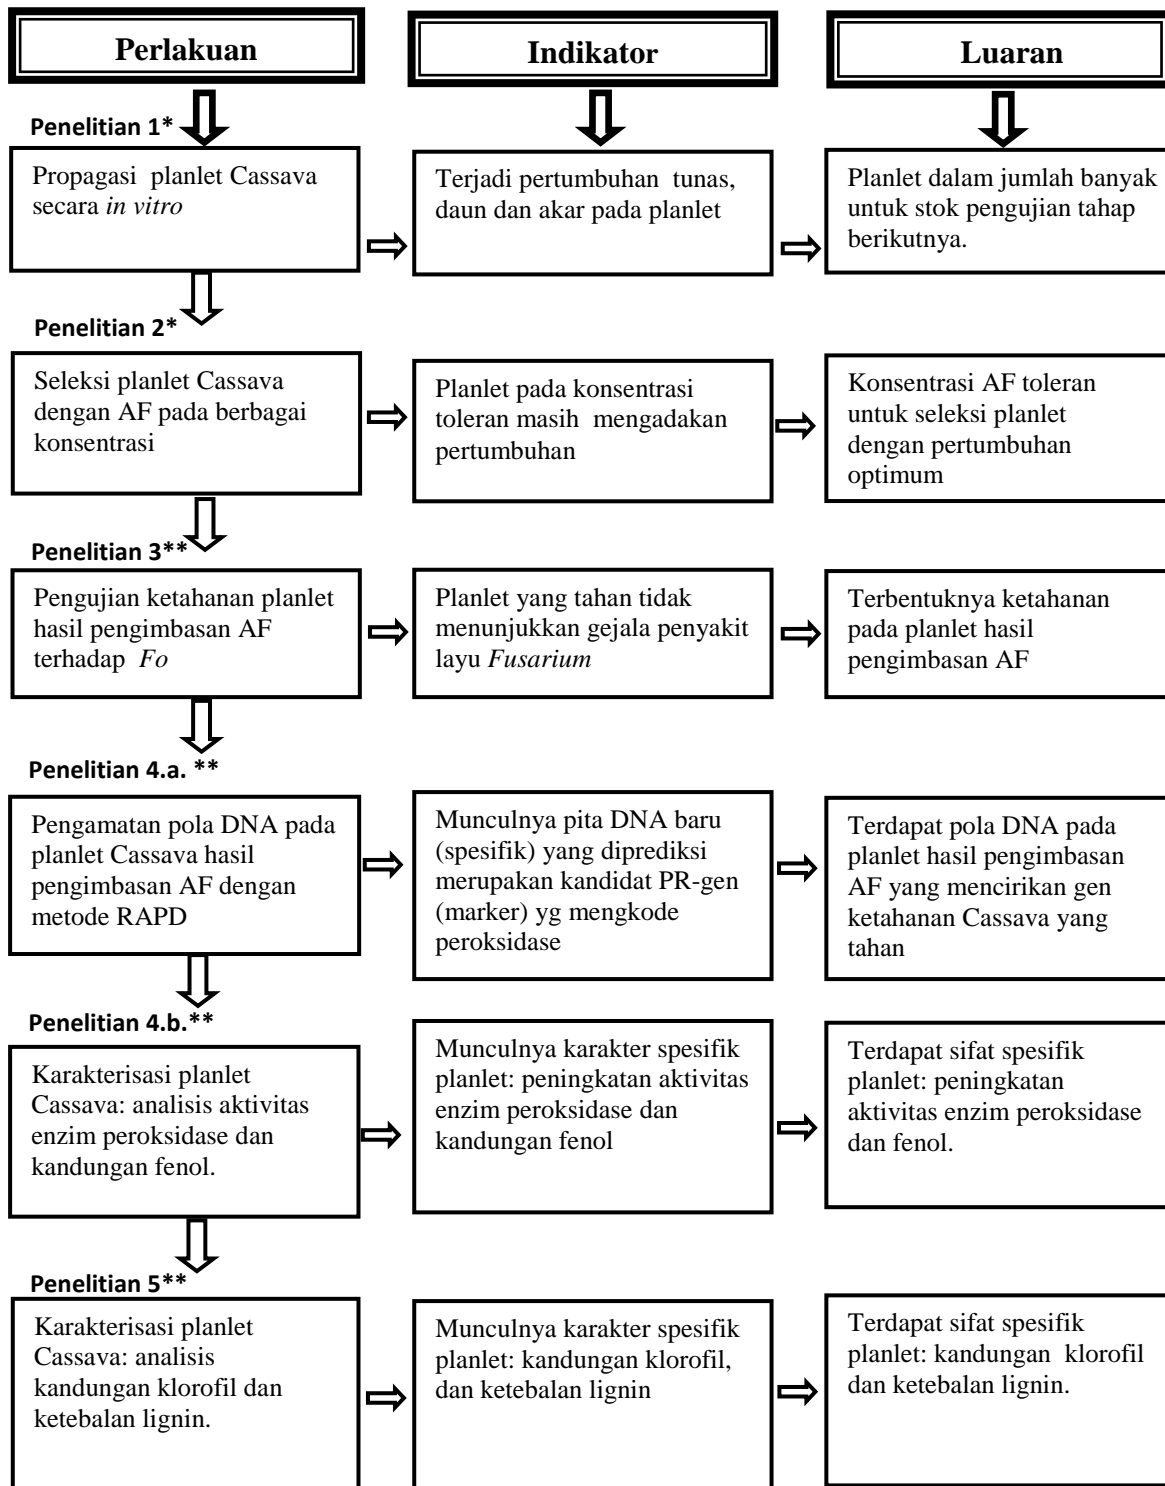 Perlakuan
Indikator
Luaran
Penelitian 1*
Propagasi planlet Cassava
secara in vitro
Terjadi pertumbuhan tunas,
daun dan akar pada planlet
Planlet dalam jumlah banyak
untuk stok pengujian tahap
berikutnya.
Penelitian 2*
Seleksi planlet Cassava
dengan AF pada berbagai
konsentrasi
Planlet pada konsentrasi
toleran masih mengadakan
pertumbuhan
Konsentrasi AF toleran
untuk seleksi planlet
dengan pertumbuhan
optimum
Penelitian 3**
Pengujian ketahanan planlet
hasil pengimbasan AF
terhadap Fo
Planlet yang tahan tidak
menunjukkan gejala penyakit
layu Fusarium
Terbentuknya ketahanan
pada planlet hasil
pengimbasan AF
Penelitian 4.a. **
Pengamatan pola DNA pada
planlet Cassava hasil
pengimbasan AF dengan
metode RAPD
Munculnya pita DNA baru
(spesifik) yang diprediksi
merupakan kandidat PR-gen
(marker) yg mengkode
peroksidase
Terdapat pola DNA pada
planlet hasil pengimbasan
AF yang mencirikan gen
ketahanan Cassava yang
tahan
Penelitian 4.b.**
Karakterisasi planlet
Cassava: analisis aktivitas
enzim peroksidase dan
kandungan fenol.
Munculnya karakter spesifik
planlet: peningkatan aktivitas
enzim peroksidase dan
kandungan fenol
Terdapat sifat spesifik
planlet: peningkatan
aktivitas enzim peroksidase
dan fenol.
Penelitian 5**
Karakterisasi planlet
Cassava: analisis
kandungan klorofil dan
ketebalan lignin.
Munculnya karakter spesifik
planlet: kandungan klorofil,
dan ketebalan lignin
Terdapat sifat spesifik
planlet: kandungan klorofil
dan ketebalan lignin.